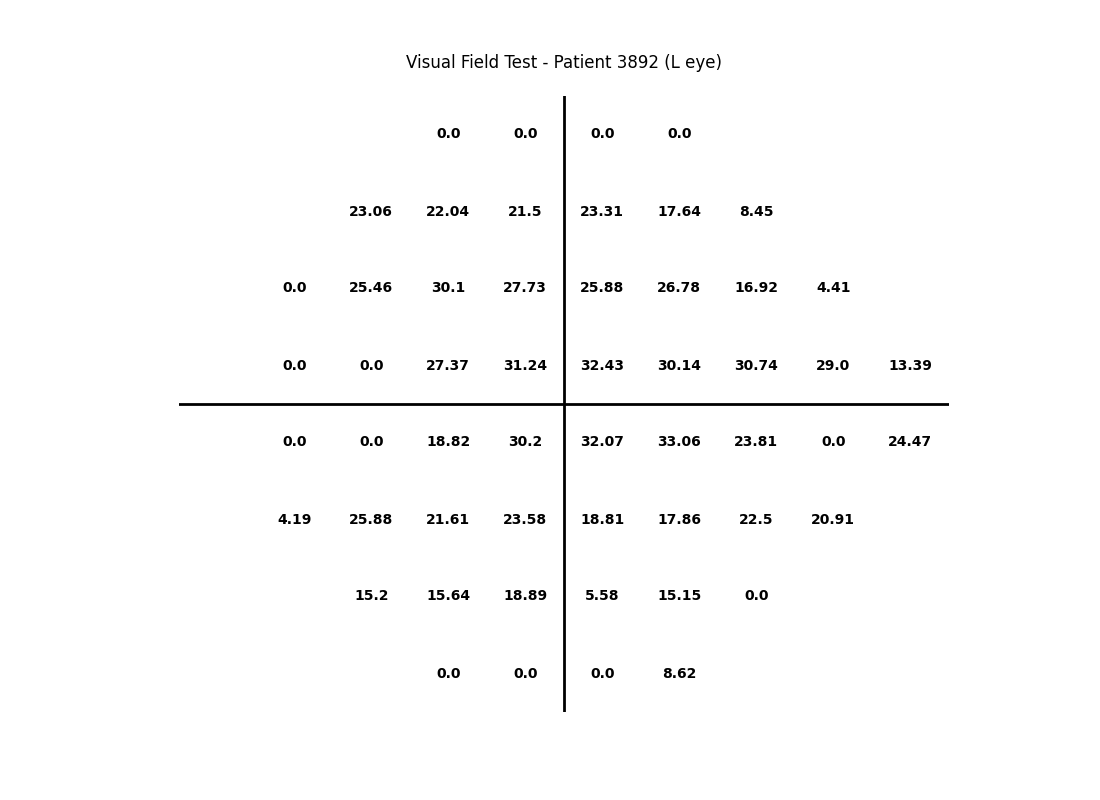 Visual Field Test - Patient 3892 (L eye)
0.0 0.0 0.0 0.0
23.06 22.04 21.5 23.31 17.64 8.45
0.0 25.46 30.1 27.73 25.88 26.78 16.92 4.41
0.0 0.0 27.37 31.24 32.43 30.14 30.74 29.0 13.39
0.0 0.0 18.82 30.2 32.07 33.06 23.81 0.0 24.47
4.19 25.88 21.61 23.58 18.81 17.86 22.5 20.91
15.2 15.64 18.89 5.58 15.15 0.0
0.0 0.0 0.0 8.62